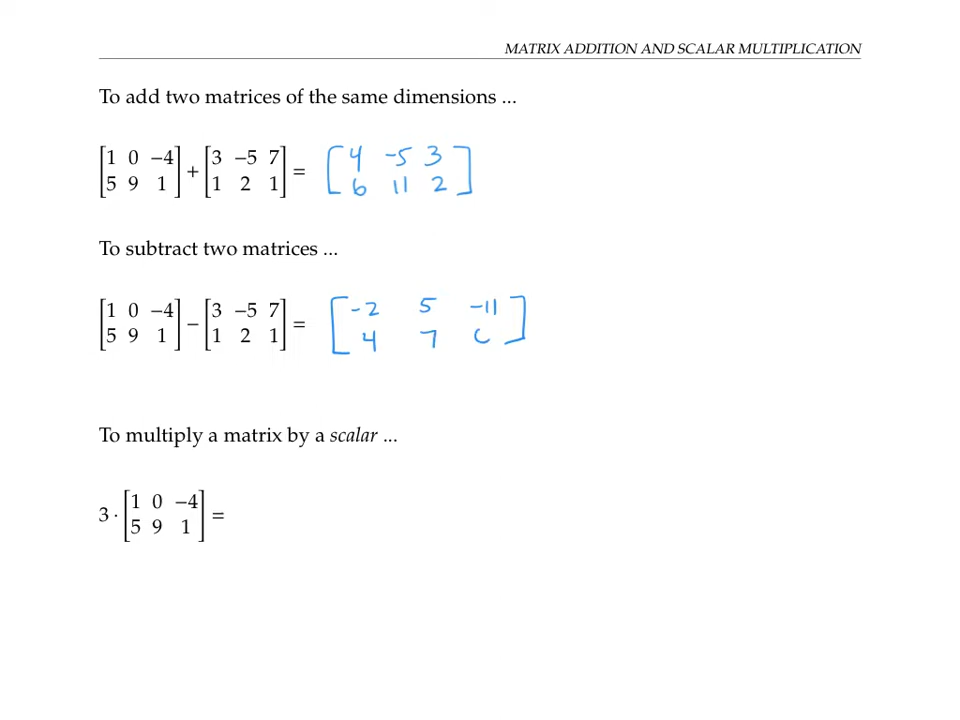 MATRIX ADDITION AND SCALAR MULTIPLICATION
To add two matrices of the same dimensions ...
[1 0 −4] + [3 −5 7] = [4 -5 3]
[5 9 1] [1 2 1] [6 11 2]
To subtract two matrices ...
[1 0 −4] − [3 −5 7] = [-2 5 -11]
[5 9 1] [1 2 1] [4 7
To multiply a matrix by a scalar ...
3 · [1 0 −4] =
[5 9 1]